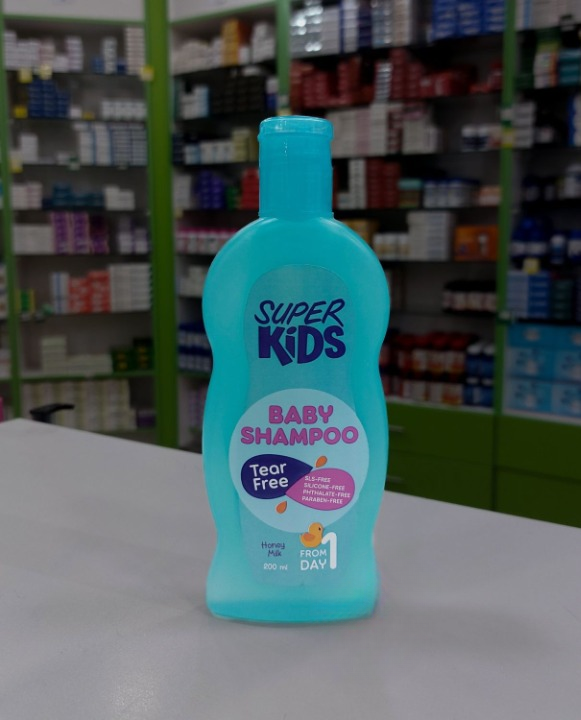 SUPER
KiDS
BABY
SHAMPOO
Tear
Free
SLS-FREE
SILICONE-FREE
PHTHALATE-FREE
PARABEN-FREE
Honey
Milk
200 ml
FROM
DAY 1